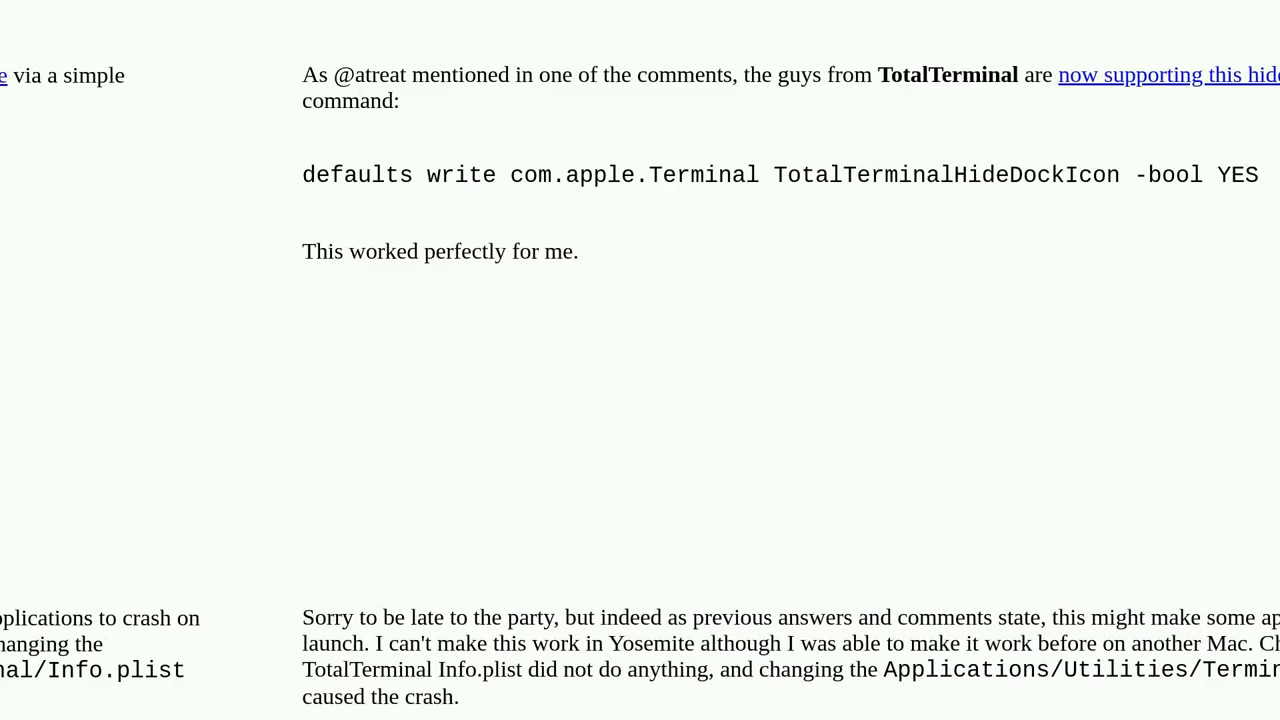 e via a simple
As @atreat mentioned in one of the comments, the guys from TotalTerminal are now supporting this hide
command:
defaults write com.apple.Terminal TotalTerminalHideDockIcon -bool YES
This worked perfectly for me.
plications to crash on
hanging the
nal/Info.plist
Sorry to be late to the party, but indeed as previous answers and comments state, this might make some ap
launch. I can't make this work in Yosemite although I was able to make it work before on another Mac. Ch
TotalTerminal Info.plist did not do anything, and changing the Applications/Utilities/Termin
caused the crash.